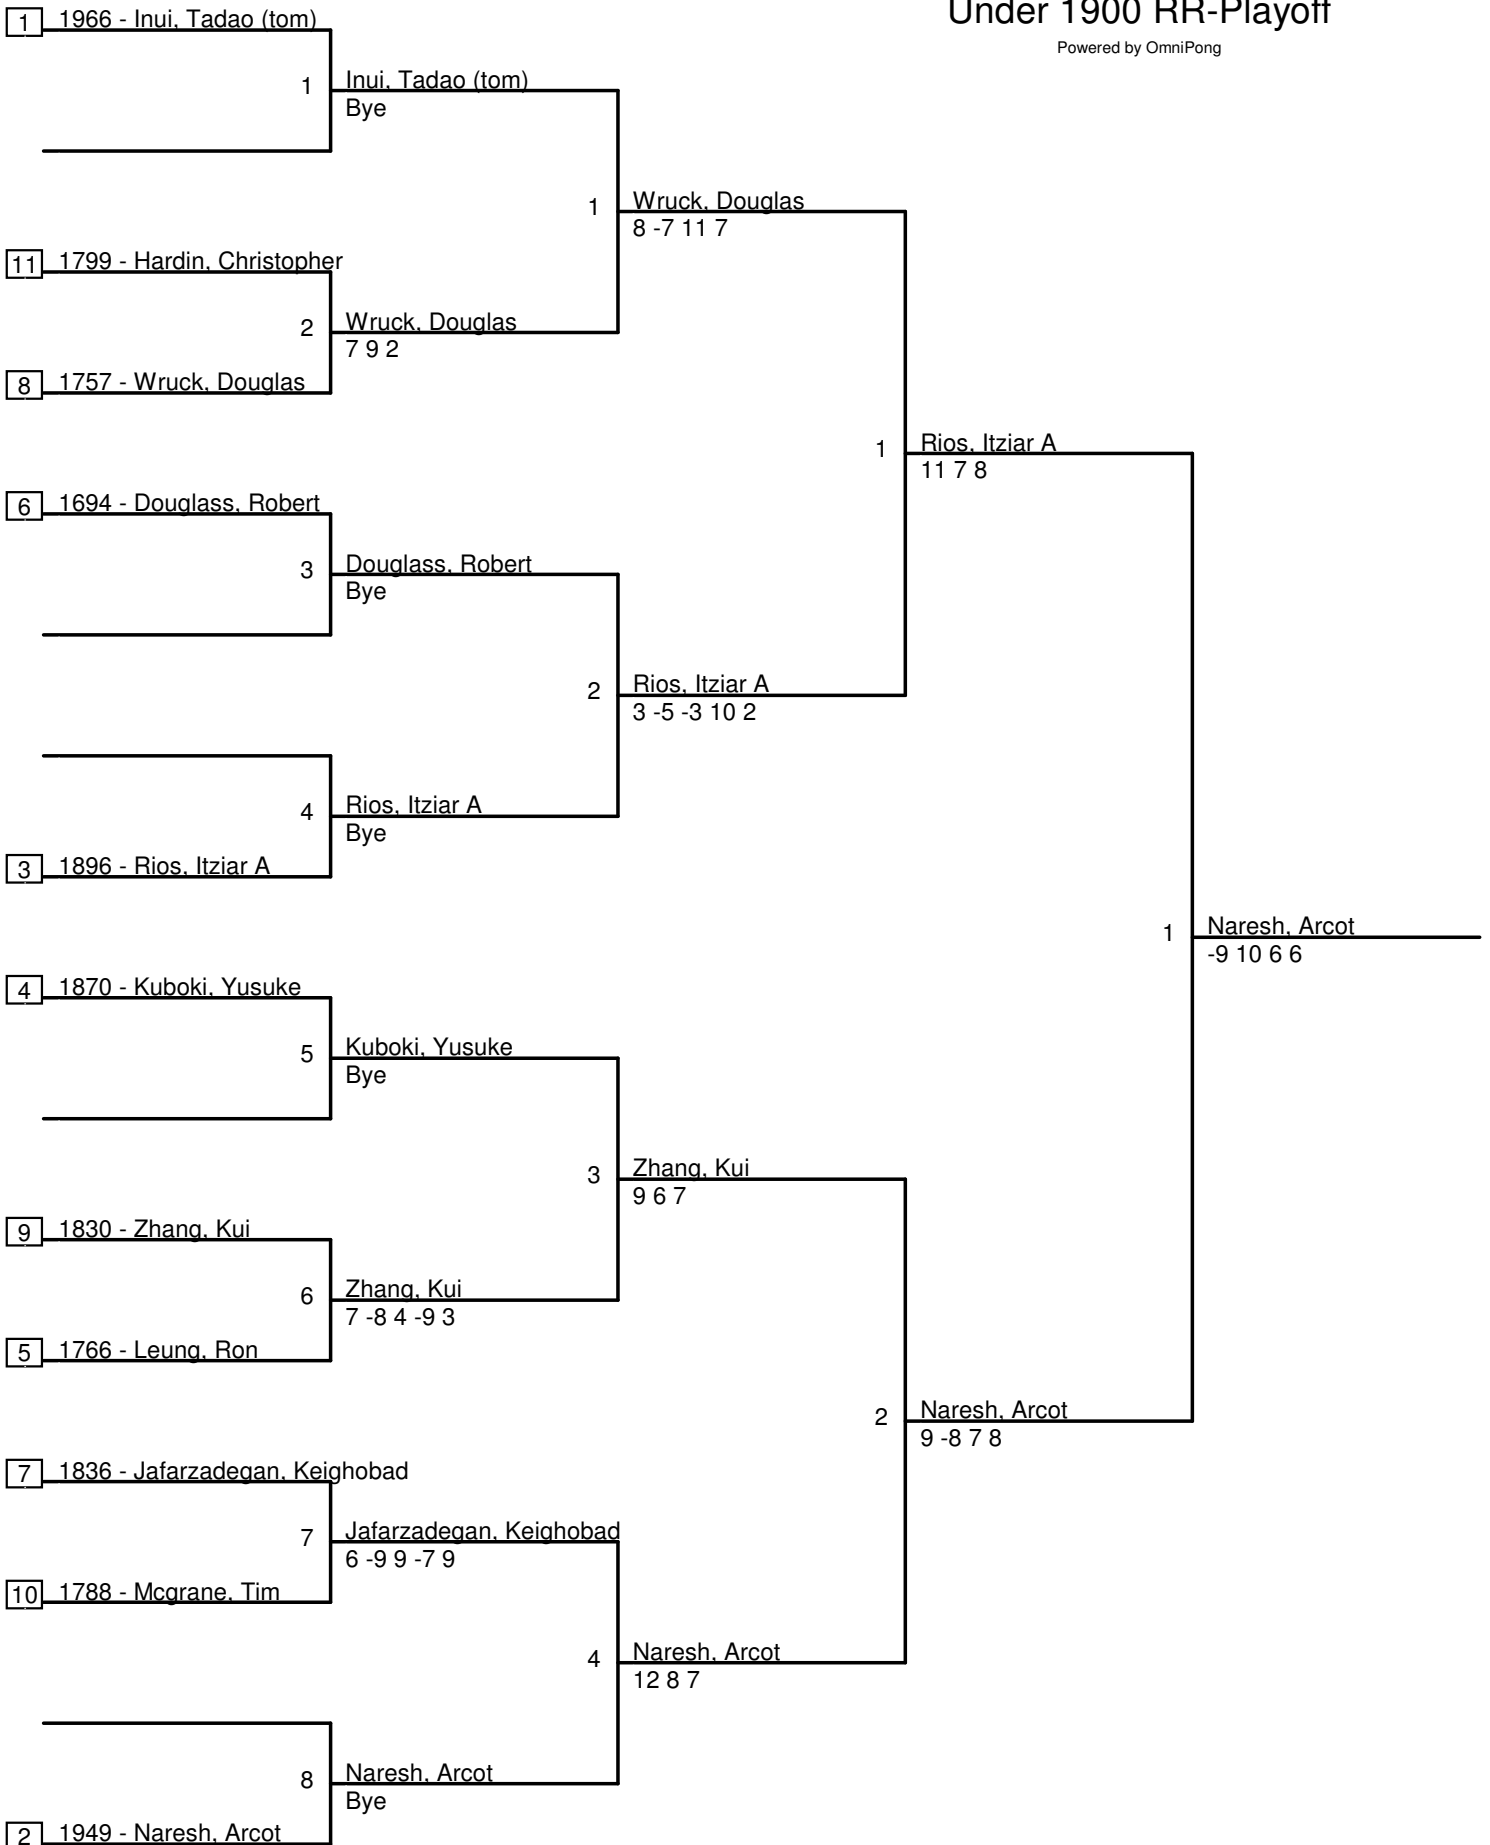 Under 1900 RR-Playoff
Powered by OmniPong
1 1966 - Inui, Tadao (tom)
1 Inui, Tadao (tom)
Bye
1 Wruck, Douglas
8 -7 11 7
11 1799 - Hardin, Christopher
2 Wruck, Douglas
7 9 2
8 1757 - Wruck, Douglas
1 Rios, Itziar A
11 7 8
6 1694 - Douglass, Robert
3 Douglass, Robert
Bye
2 Rios, Itziar A
3 -5 -3 10 2
4 Rios, Itziar A
Bye
3 1896 - Rios, Itziar A
1 Naresh, Arcot
-9 10 6 6
4 1870 - Kuboki, Yusuke
5 Kuboki, Yusuke
Bye
3 Zhang, Kui
9 6 7
9 1830 - Zhang, Kui
6 Zhang, Kui
7 -8 4 -9 3
5 1766 - Leung, Ron
2 Naresh, Arcot
9 -8 7 8
7 1836 - Jafarzadegan, Keighobad
7 Jafarzadegan, Keighobad
6 -9 9 -7 9
10 1788 - Mcgrane, Tim
4 Naresh, Arcot
12 8 7
8 Naresh, Arcot
Bye
2 1949 - Naresh, Arcot